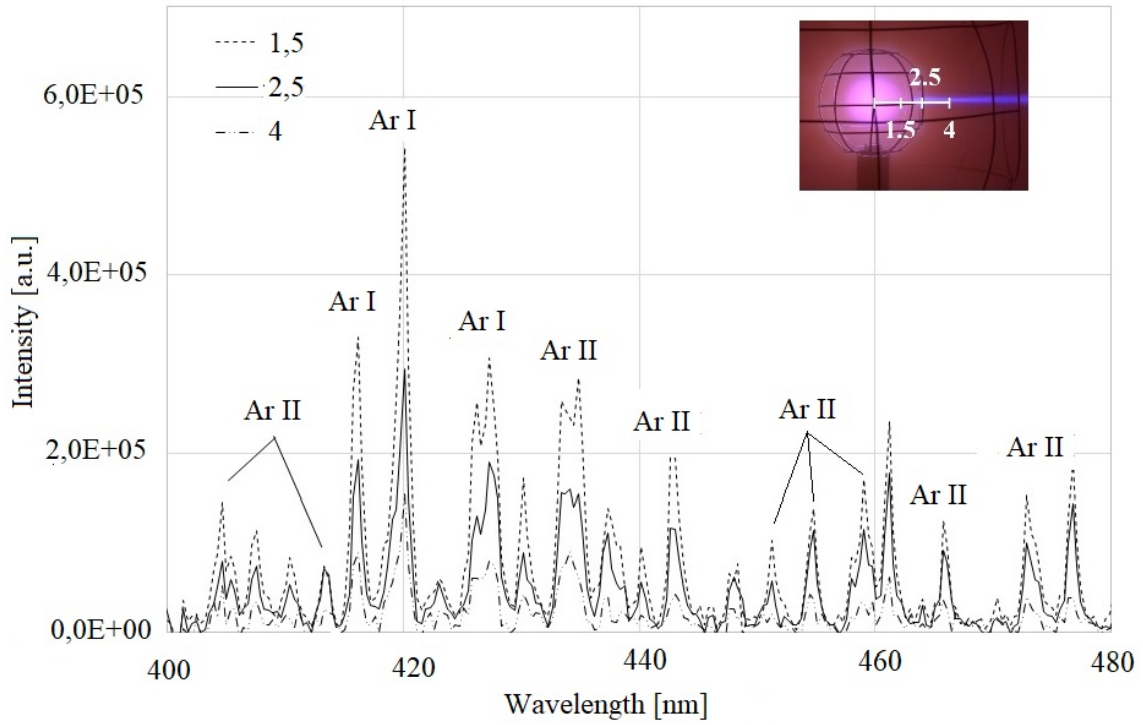 1,5
2,5
4
6,0E+05
4,0E+05
2,0E+05
0,0E+00
Intensity [a.u.]
Ar I
Ar I
Ar I
Ar II
Ar II
Ar II
Ar II
Ar II
Ar II
2.5
1.5 4
400 420 440 460 480
Wavelength [nm]